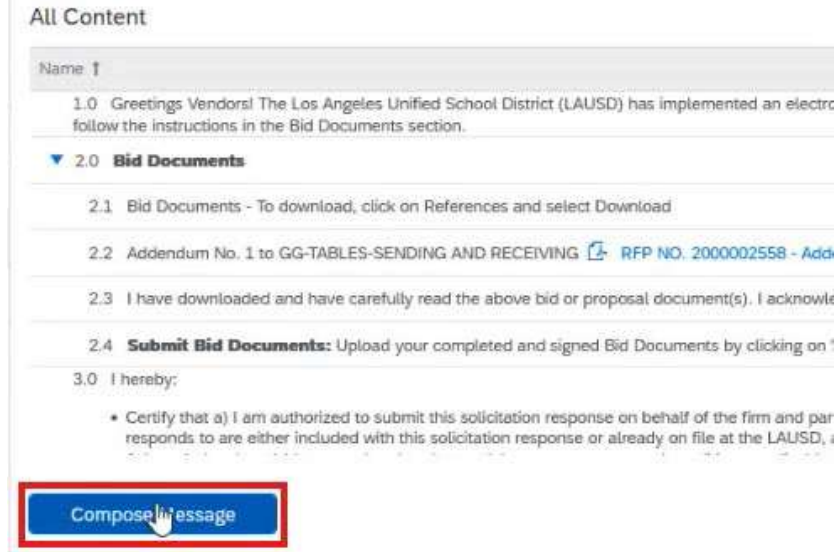 All Content
Name ↑
1.0 Greetings Vendors! The Los Angeles Unified School District (LAUSD) has implemented an electro
follow the instructions in the Bid Documents section.
2.0 Bid Documents
2.1 Bid Documents - To download, click on References and select Download
2.2 Addendum No. 1 to GG-TABLES-SENDING AND RECEIVING RFP NO. 2000002558 - Adde
2.3 I have downloaded and have carefully read the above bid or proposal document(s). I acknowle
2.4 Submit Bid Documents: Upload your completed and signed Bid Documents by clicking on
3.0 I hereby:
• Certify that a) I am authorized to submit this solicitation response on behalf of the firm and par
responds to are either included with this solicitation response or already on file at the LAUSD, a
Compose Message